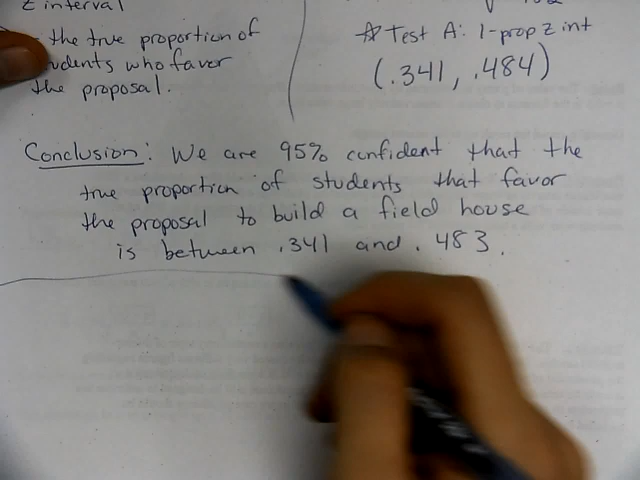 z interval
the true proportion of
udents who favor
the proposal.
* Test A: 1-prop z int
(.341, .484)
Conclusion: We are 95% confident that the
true proportion of students that favor
the proposal to build a field house
is between .341 and .483.